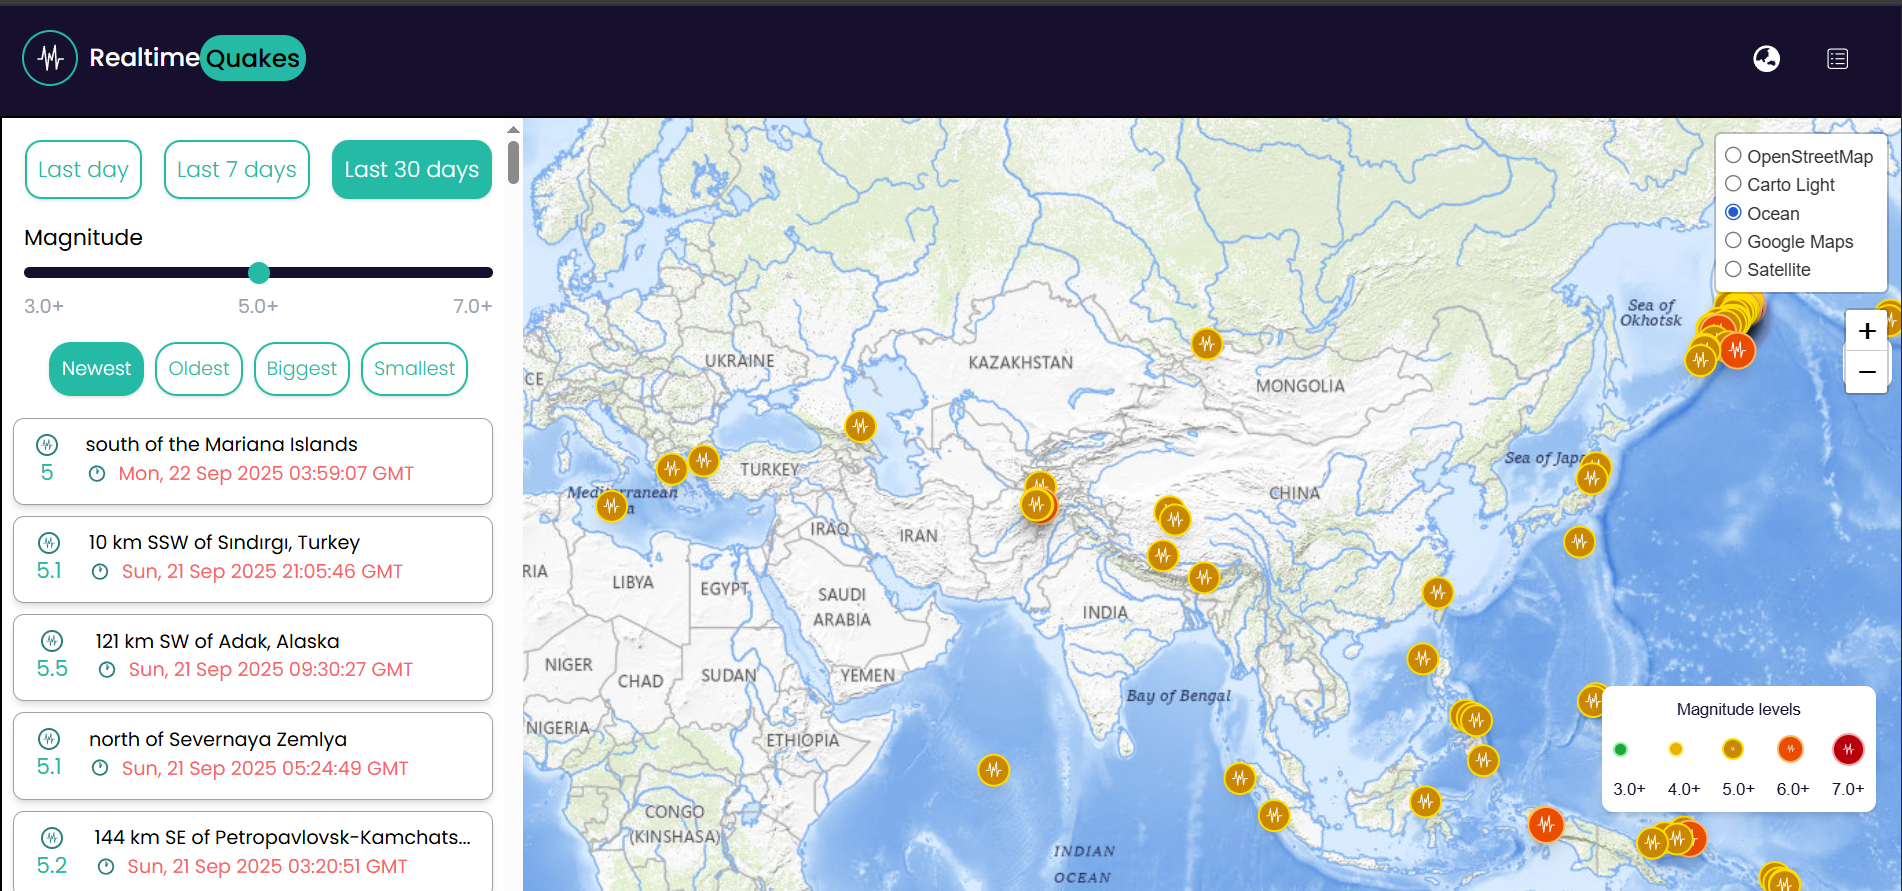 RealtimeQuakes
Last day
Last 7 days
Last 30 days
Magnitude
3.0+
5.0+
7.0+
Newest
Oldest
Biggest
Smallest
south of the Mariana Islands
5
Mon, 22 Sep 2025 03:59:07 GMT
10 km SSW of Sındırgı, Turkey
5.1
Sun, 21 Sep 2025 21:05:46 GMT
121 km SW of Adak, Alaska
5.5
Sun, 21 Sep 2025 09:30:27 GMT
north of Severnaya Zemlya
5.1
Sun, 21 Sep 2025 05:24:49 GMT
144 km SE of Petropavlovsk-Kamchats...
5.2
Sun, 21 Sep 2025 03:20:51 GMT
OpenStreetMap
Carto Light
Ocean
Google Maps
Satellite
+
−
Sea of
Okhotsk
UKRAINE
KAZAKHSTAN
MONGOLIA
CE
TURKEY
Sea of Jap
CHINA
IRAQ
IRAN
RIA
LIBYA
EGYPT
SAUDI
ARABIA
INDIA
NIGER
CHAD
SUDAN
YEMEN
Bay of Bengal
NIGERIA
ETHIOPIA
CONGO
(KINSHASA)
INDIAN
OCEAN
Magnitude levels
3.0+
4.0+
5.0+
6.0+
7.0+